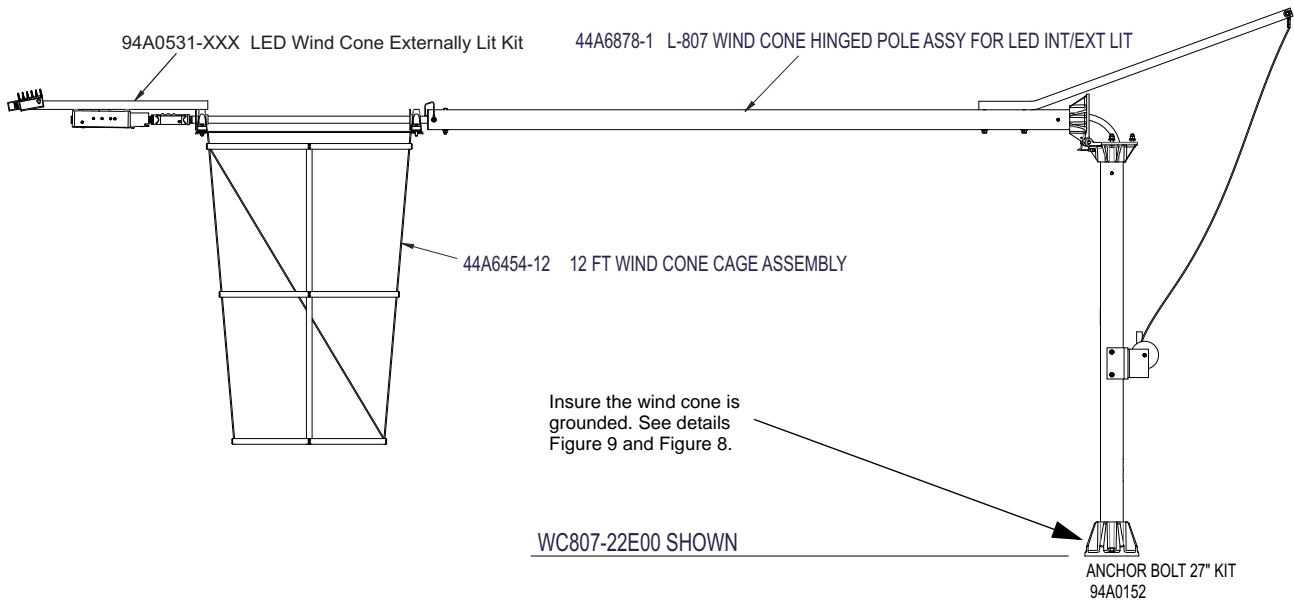 94A0531-XXX LED Wind Cone Externally Lit Kit
44A6878-1 L-807 WIND CONE HINGED POLE ASSY FOR LED INT/EXT LIT
44A6454-12 12 FT WIND CONE CAGE ASSEMBLY
Insure the wind cone is
grounded. See details
Figure 9 and Figure 8.
WC807-22E00 SHOWN
ANCHOR BOLT 27" KIT
94A0152